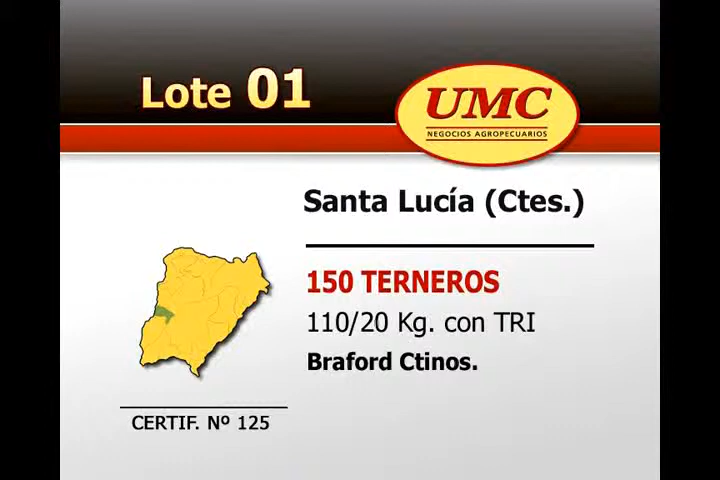 Lote 01
UMC
NEGOCIOS AGROPECUARIOS
Santa Lucía (Ctes.)
150 TERNEROS
110/20 Kg. con TRI
Braford Ctinos.
CERTIF. Nº 125